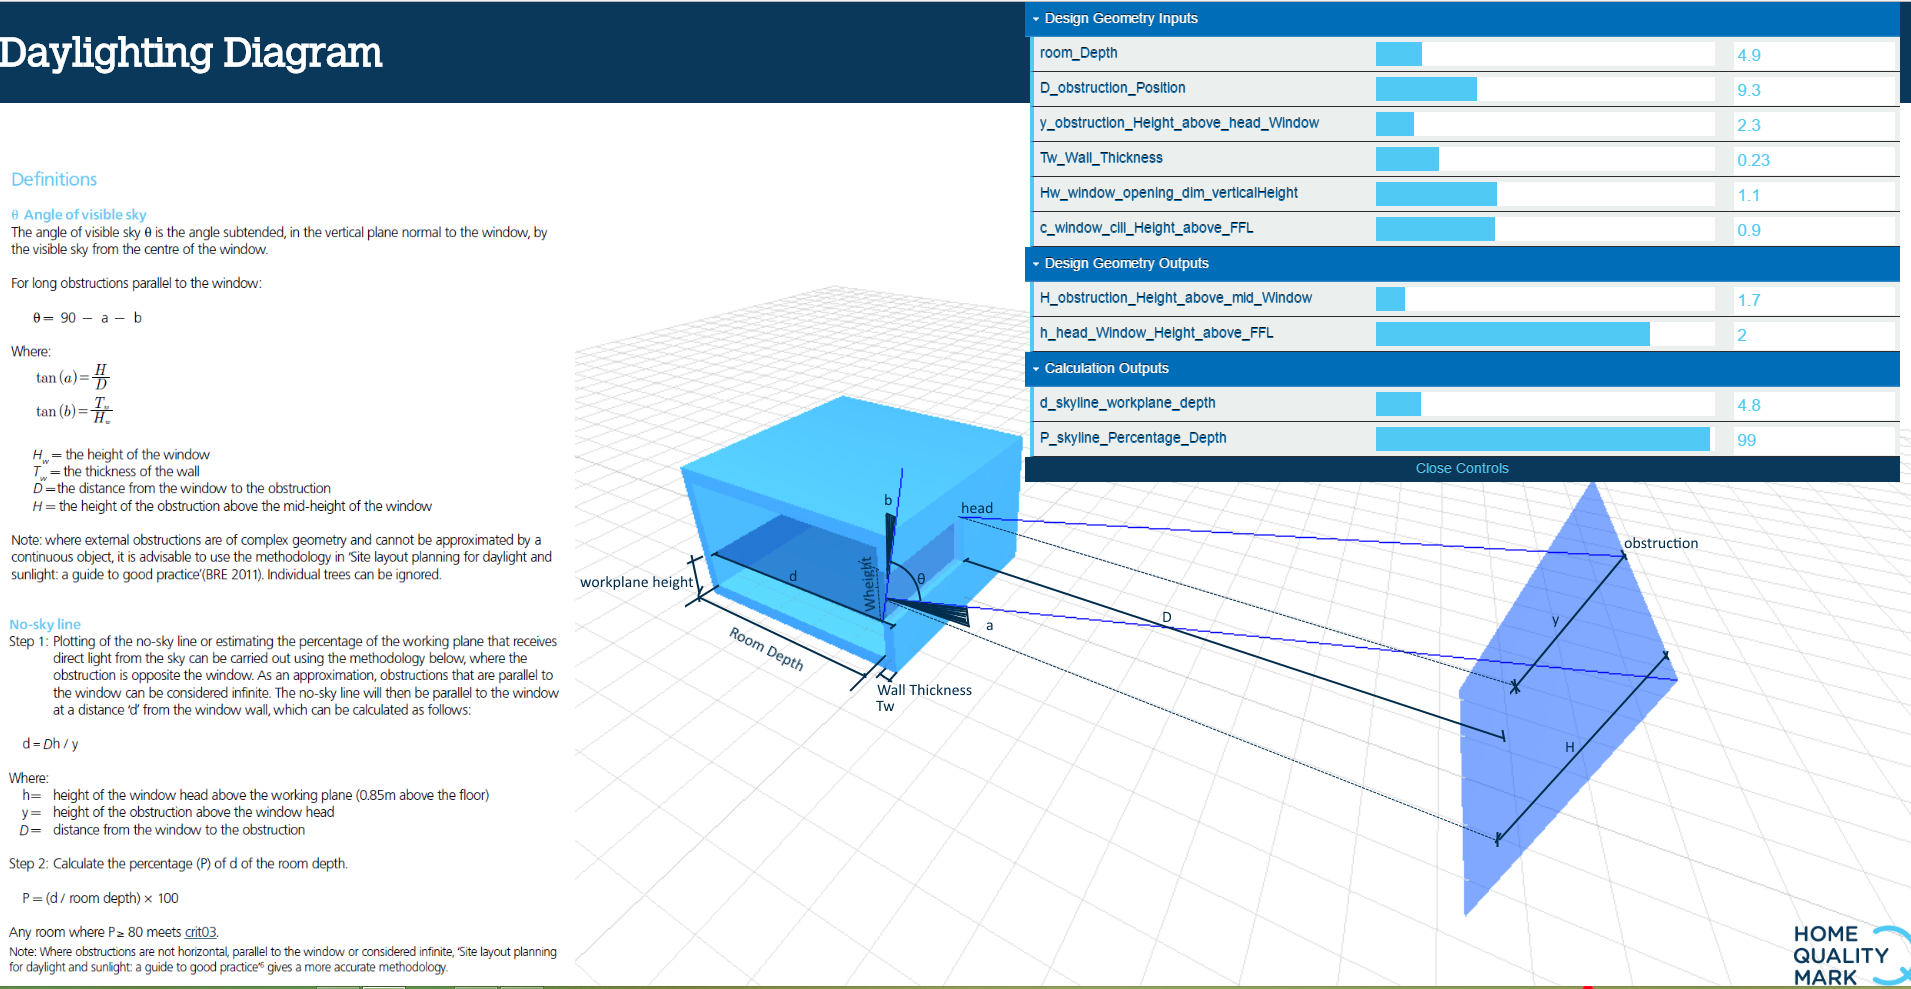 Daylighting Diagram
Definitions
θ Angle of visible sky
The angle of visible sky θ is the angle subtended, in the vertical plane normal to the window, by
the visible sky from the centre of the window.
For long obstructions parallel to the window:
θ = 90 − a − b
Where:
tan (a) = H/D
tan (b) = T_w/H_w
H_w = the height of the window
T_w = the thickness of the wall
D = the distance from the window to the obstruction
H = the height of the obstruction above the mid-height of the window
Note: where external obstructions are of complex geometry and cannot be approximated by a
continuous object, it is advisable to use the methodology in 'Site layout planning for daylight and
sunlight: a guide to good practice'(BRE 2011). Individual trees can be ignored.
No-sky line
Step 1: Plotting of the no-sky line or estimating the percentage of the working plane that receives
direct light from the sky can be carried out using the methodology below, where the
obstruction is opposite the window. As an approximation, obstructions that are parallel to
the window can be considered infinite. The no-sky line will then be parallel to the window
at a distance 'd' from the window wall, which can be calculated as follows:
d = Dh / y
Where:
h= height of the window head above the working plane (0.85m above the floor)
y= height of the obstruction above the window head
D= distance from the window to the obstruction
Step 2: Calculate the percentage (P) of d of the room depth.
P = (d / room depth) × 100
Any room where P ≥ 80 meets crit03.
Note: Where obstructions are not horizontal, parallel to the window or considered infinite, 'Site layout planning
for daylight and sunlight: a guide to good practice'⁶ gives a more accurate methodology.
Design Geometry Inputs
room_Depth 4.9
D_obstruction_Position 9.3
y_obstruction_Height_above_head_Window 2.3
Tw_Wall_Thickness 0.23
Hw_window_opening_dim_verticalHeight 1.1
c_window_cill_Height_above_FFL 0.9
Design Geometry Outputs
H_obstruction_Height_above_mid_Window 1.7
h_head_Window_Height_above_FFL 2
Calculation Outputs
d_skyline_workplane_depth 4.8
P_skyline_Percentage_Depth 99
Close Controls
b
head
obstruction
workplane height
d
Wheight
θ
a
D
y
Room Depth
Wall Thickness
Tw
H
HOME
QUALITY
MARK